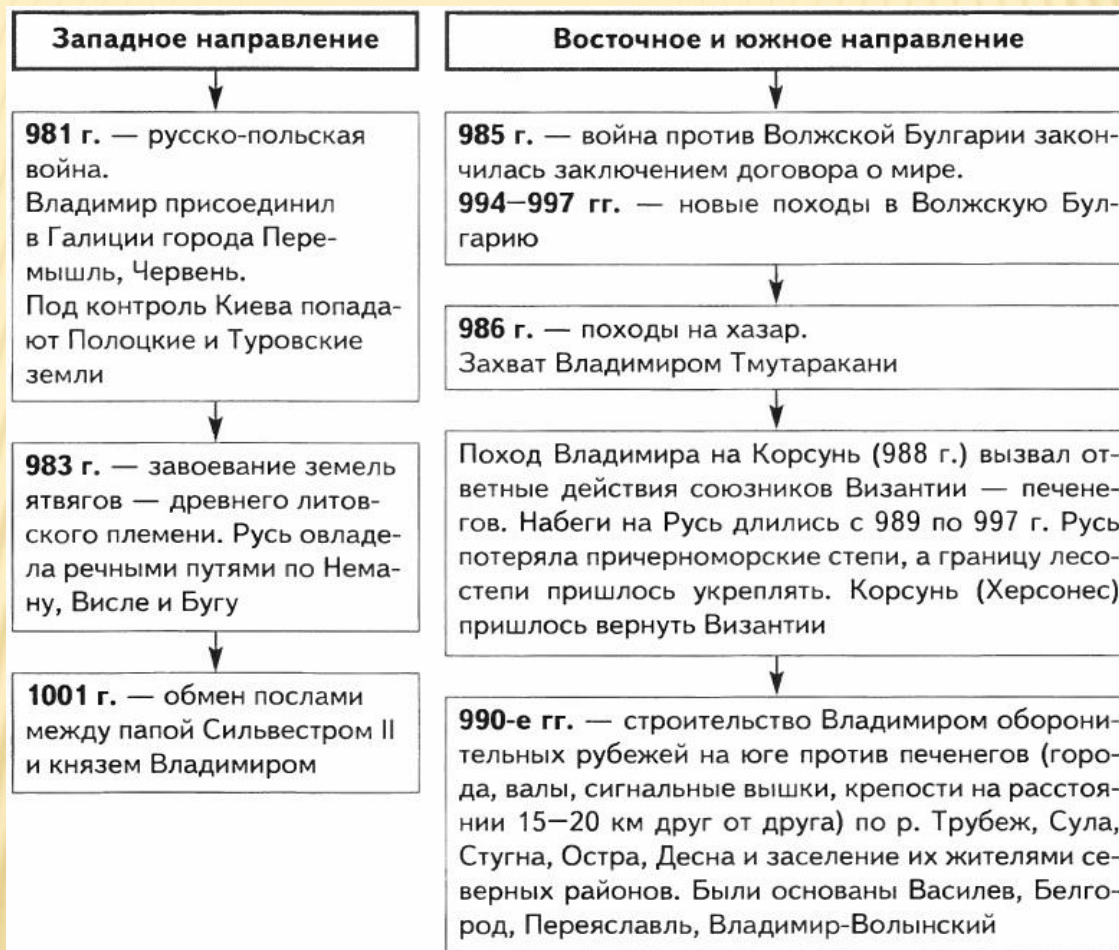 Западное направление
981 г. — русско-польская
война.
Владимир присоединил
в Галиции города Пере-
мышль, Червень.
Под контроль Киева попада-
ют Полоцкие и Туровские
земли
983 г. — завоевание земель
ятвягов — древнего литов-
ского племени. Русь овладе-
ла речными путями по Нема-
ну, Висле и Бугу
1001 г. — обмен послами
между папой Сильвестром II
и князем Владимиром
Восточное и южное направление
985 г. — война против Волжской Булгарии закон-
чилась заключением договора о мире.
994—997 гг. — новые походы в Волжскую Бул-
гарию
986 г. — походы на хазар.
Захват Владимиром Тмутаракани
Поход Владимира на Корсунь (988 г.) вызвал от-
ветные действия союзников Византии — печене-
гов. Набеги на Русь длились с 989 по 997 г. Русь
потеряла причерноморские степи, а границу лесо-
степи пришлось укреплять. Корсунь (Херсонес)
пришлось вернуть Византии
990-е гг. — строительство Владимиром оборони-
тельных рубежей на юге против печенегов (горо-
да, валы, сигнальные вышки, крепости на расстоя-
нии 15—20 км друг от друга) по р. Трубеж, Сула,
Стугна, Остра, Десна и заселение их жителями се-
верных районов. Были основаны Василев, Белго-
род, Переяславль, Владимир-Волынский